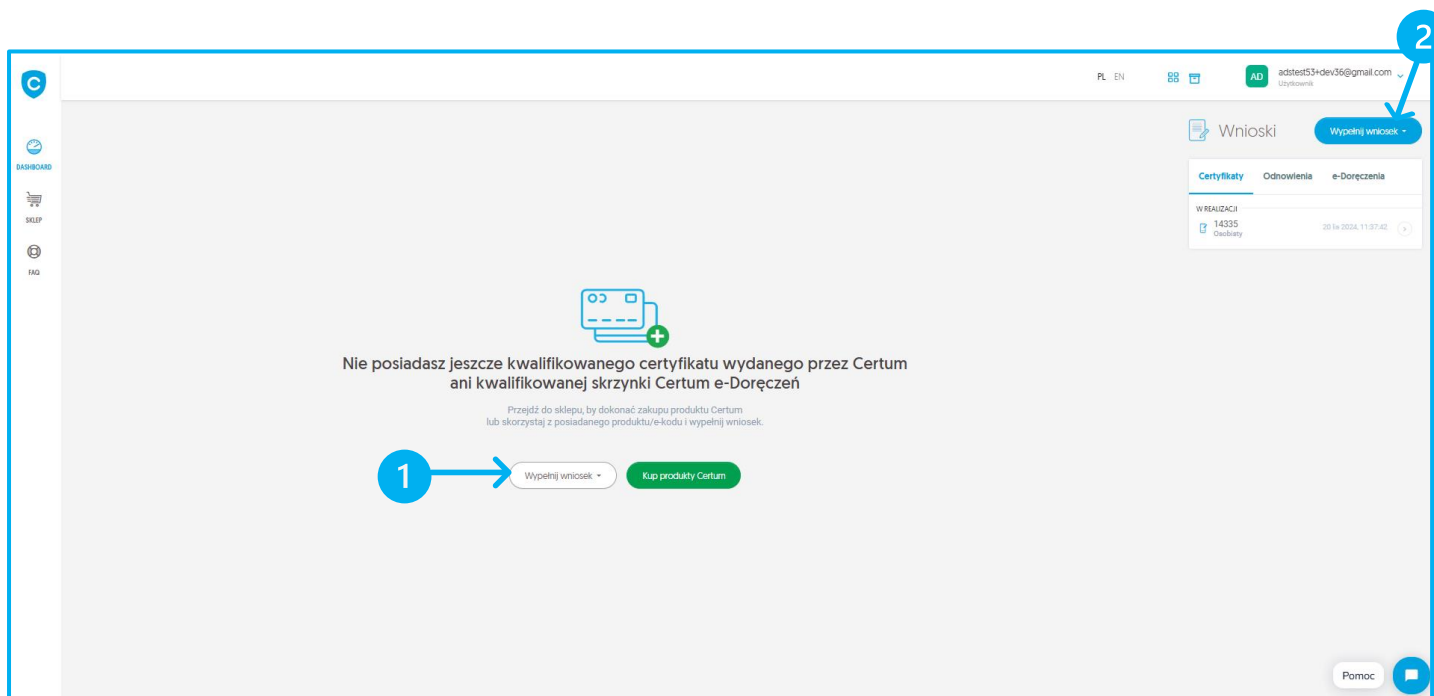 2
C
PL EN
AD
adstest53+dev36@gmail.com
Użytkownik
DASHBOARD
SKLEP
FAQ
Wnioski
Wypełnij wniosek
Certyfikaty Odnowienia e-Doręczenia
W REALIZACJI
14335
Osobisty
20 lis 2024, 11:37:42
Nie posiadasz jeszcze kwalifikowanego certyfikatu wydanego przez Certum
ani kwalifikowanej skrzynki Certum e-Doręczeń
Przejdź do sklepu, by dokonać zakupu produktu Certum
lub skorzystaj z posiadanego produktu/e-kodu i wypełnij wniosek.
1
Wypełnij wniosek
Kup produkty Certum
Pomoc